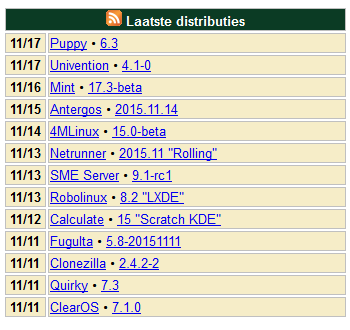 Laatste distributies
11/17 Puppy • 6.3
11/17 Univention • 4.1-0
11/16 Mint • 17.3-beta
11/15 Antergos • 2015.11.14
11/14 4MLinux • 15.0-beta
11/13 Netrunner • 2015.11 "Rolling"
11/13 SME Server • 9.1-rc1
11/13 Robolinux • 8.2 "LXDE"
11/12 Calculate • 15 "Scratch KDE"
11/11 Fugulta • 5.8-20151111
11/11 Clonezilla • 2.4.2-2
11/11 Quirky • 7.3
11/11 ClearOS • 7.1.0